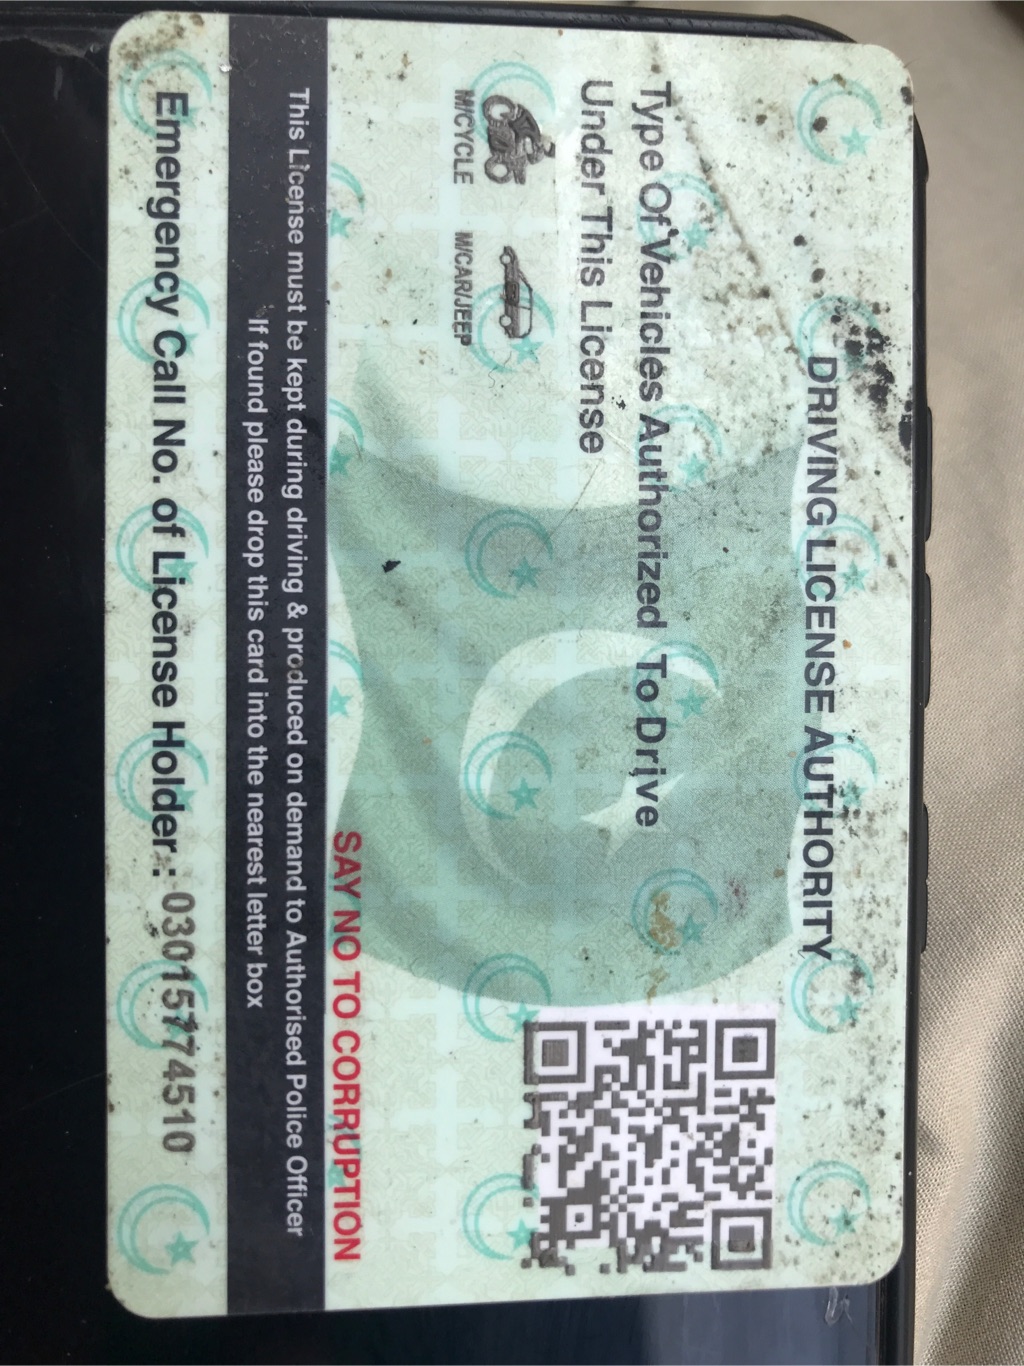 DRIVING LICENSE AUTHORITY
Type Of Vehicles Authorized To Drive
Under This License
M/CYCLE
M/CAR/JEEP
SAY NO TO CORRUPTION
This License must be kept during driving & produced on demand to Authorised Police Officer
If found please drop this card into the nearest letter box
Emergency Call No. of License Holder : 03015774510